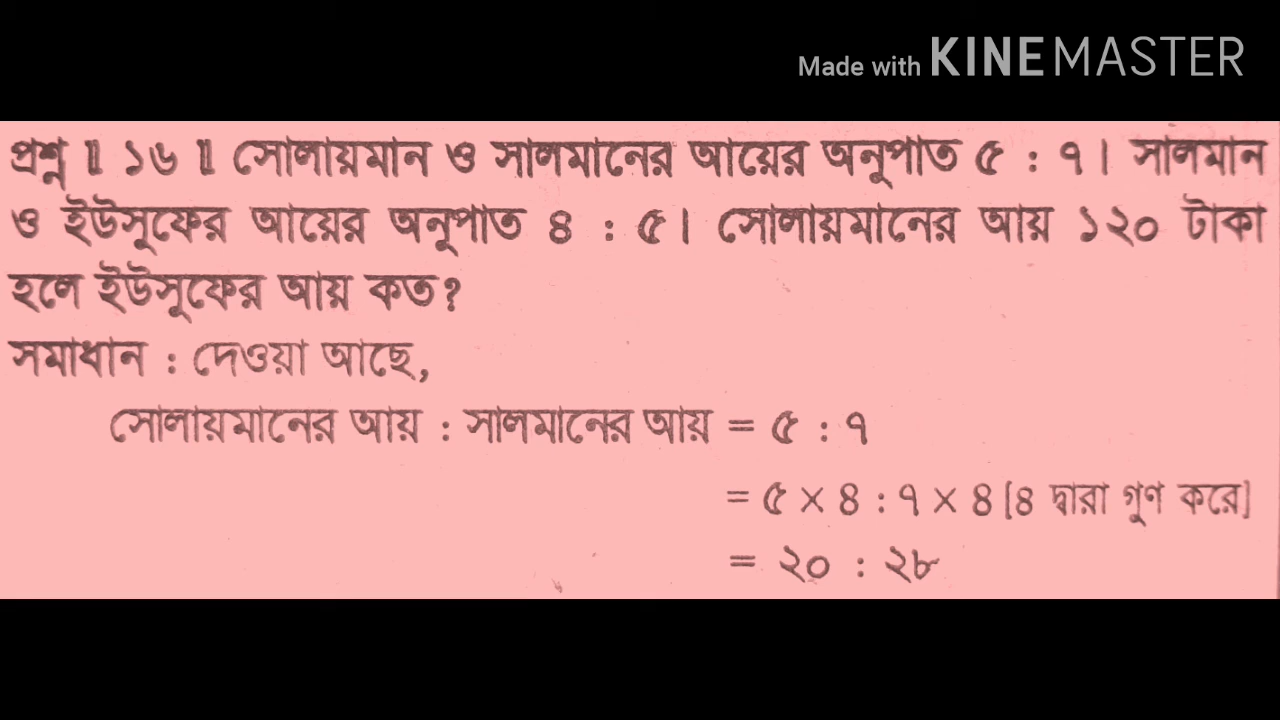 Made with KINEMASTER
প্রশ্ন ॥ ১৬ ॥ সোলায়মান ও সালমানের আয়ের অনুপাত ৫ : ৭। সালমান
ও ইউসুফের আয়ের অনুপাত ৪ : ৫। সোলায়মানের আয় ১২০ টাকা
হলে ইউসুফের আয় কত?
সমাধান : দেওয়া আছে,
সোলায়মানের আয় : সালমানের আয় = ৫ : ৭
= ৫ × ৪ : ৭ × ৪ [৪ দ্বারা গুণ করে]
= ২০ : ২৮